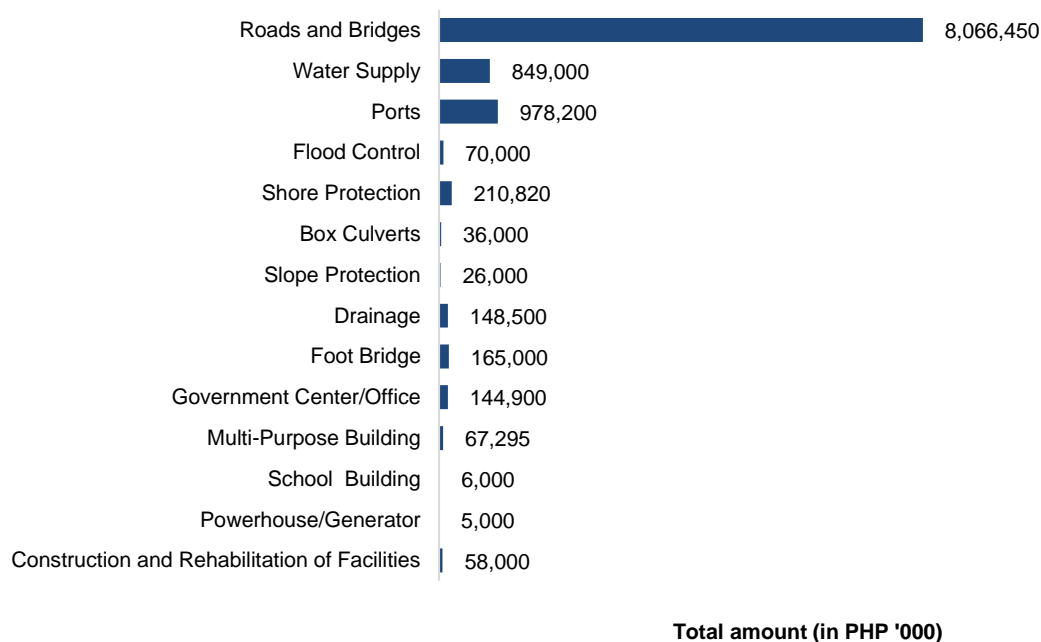 Roads and Bridges 8,066,450
Water Supply 849,000
Ports 978,200
Flood Control 70,000
Shore Protection 210,820
Box Culverts 36,000
Slope Protection 26,000
Drainage 148,500
Foot Bridge 165,000
Government Center/Office 144,900
Multi-Purpose Building 67,295
School  Building 6,000
Powerhouse/Generator 5,000
Construction and Rehabilitation of Facilities 58,000
Total amount (in PHP '000)